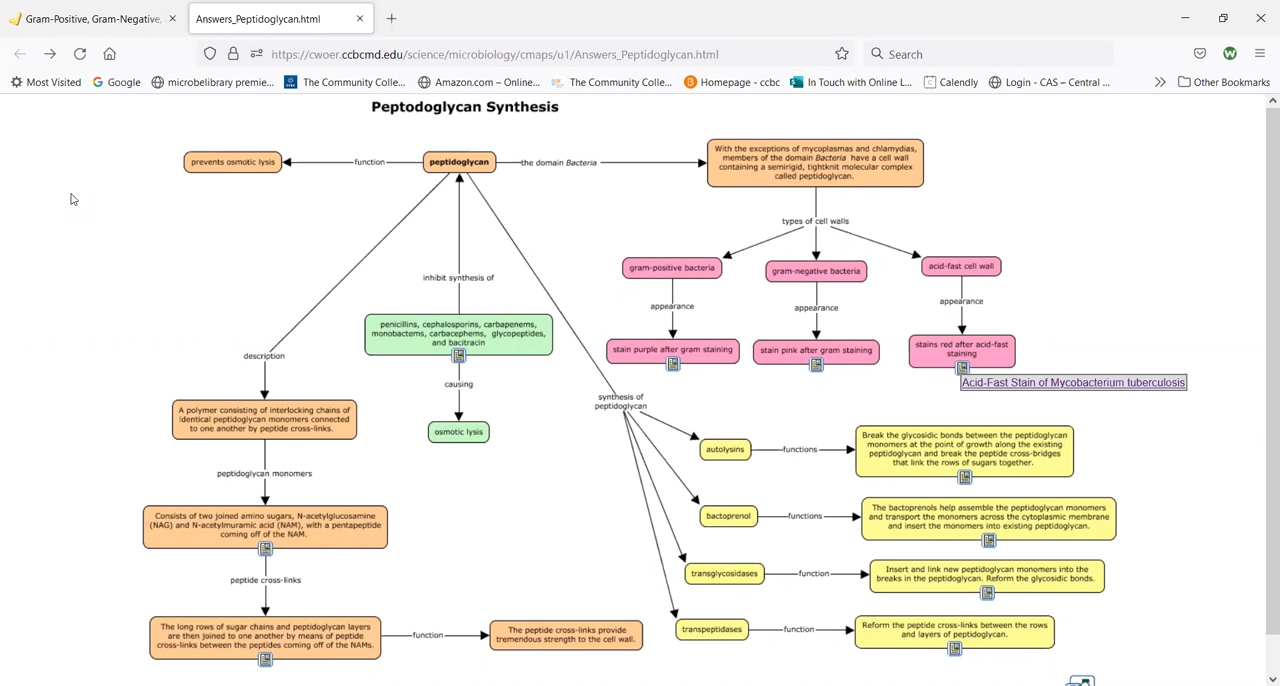 Gram-Positive, Gram-Negative,
Answers_Peptidoglycan.html
https://cwoer.ccbcmd.edu/science/microbiology/cmaps/u1/Answers_Peptidoglycan.html
Search
Most Visited
Google
microbelibrary premie...
The Community Colle...
Amazon.com – Online...
The Community Colle...
Homepage - ccbc
In Touch with Online L...
Calendly
Login - CAS – Central ...
Other Bookmarks
Peptodoglycan Synthesis
prevents osmotic lysis
function
peptidoglycan
the domain Bacteria
With the exceptions of mycoplasmas and chlamydias,
members of the domain Bacteria have a cell wall
containing a semirigid, tightknit molecular complex
called peptidoglycan.
types of cell walls
gram-positive bacteria
gram-negative bacteria
acid-fast cell wall
appearance
appearance
appearance
stain purple after gram staining
stain pink after gram staining
stains red after acid-fast
staining
Acid-Fast Stain of Mycobacterium tuberculosis
inhibit synthesis of
penicillins, cephalosporins, carbapenems,
monobactems, carbacephems, glycopeptides,
and bacitracin
causing
osmotic lysis
description
A polymer consisting of interlocking chains of
identical peptidoglycan monomers connected
to one another by peptide cross-links.
peptidoglycan monomers
Consists of two joined amino sugars, N-acetylglucosamine
(NAG) and N-acetylmuramic acid (NAM), with a pentapeptide
coming off of the NAM.
peptide cross-links
The long rows of sugar chains and peptidoglycan layers
are then joined to one another by means of peptide
cross-links between the peptides coming off of the NAMs.
function
The peptide cross-links provide
tremendous strength to the cell wall.
synthesis of
peptidoglycan
autolysins
functions
Break the glycosidic bonds between the peptidoglycan
monomers at the point of growth along the existing
peptidoglycan and break the peptide cross-bridges
that link the rows of sugars together.
bactoprenol
functions
The bactoprenols help assemble the peptidoglycan monomers
and transport the monomers across the cytoplasmic membrane
and insert the monomers into existing peptidoglycan.
transglycosidases
function
Insert and link new peptidoglycan monomers into the
breaks in the peptidoglycan. Reform the glycosidic bonds.
transpeptidases
function
Reform the peptide cross-links between the rows
and layers of peptidoglycan.